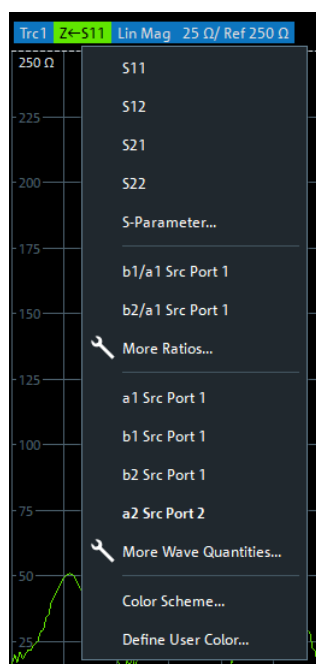 Trc1 Z←S11 Lin Mag 25 Ω/ Ref 250 Ω
250 Ω
S11
S12
225
S21
200
S22
S-Parameter...
175
b1/a1 Src Port 1
150
b2/a1 Src Port 1
More Ratios...
125
a1 Src Port 1
100
b1 Src Port 1
b2 Src Port 1
75
a2 Src Port 2
More Wave Quantities...
50
Color Scheme...
25
Define User Color...